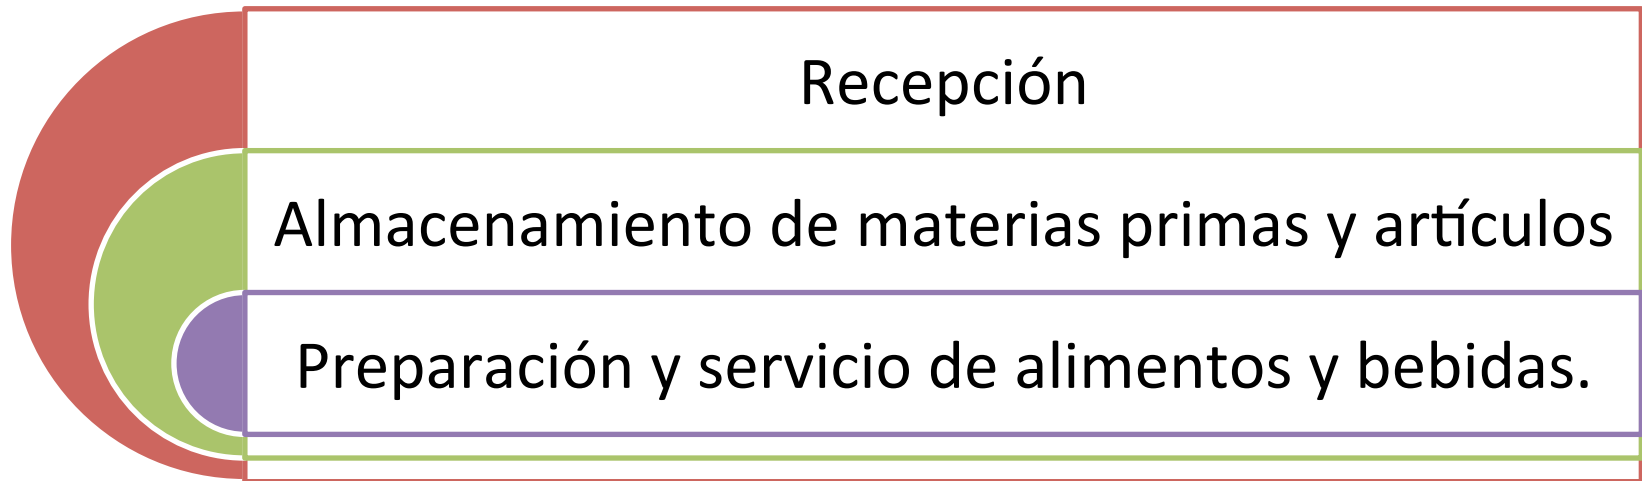 Recepción
Almacenamiento de materias primas y artículos
Preparación y servicio de alimentos y bebidas.